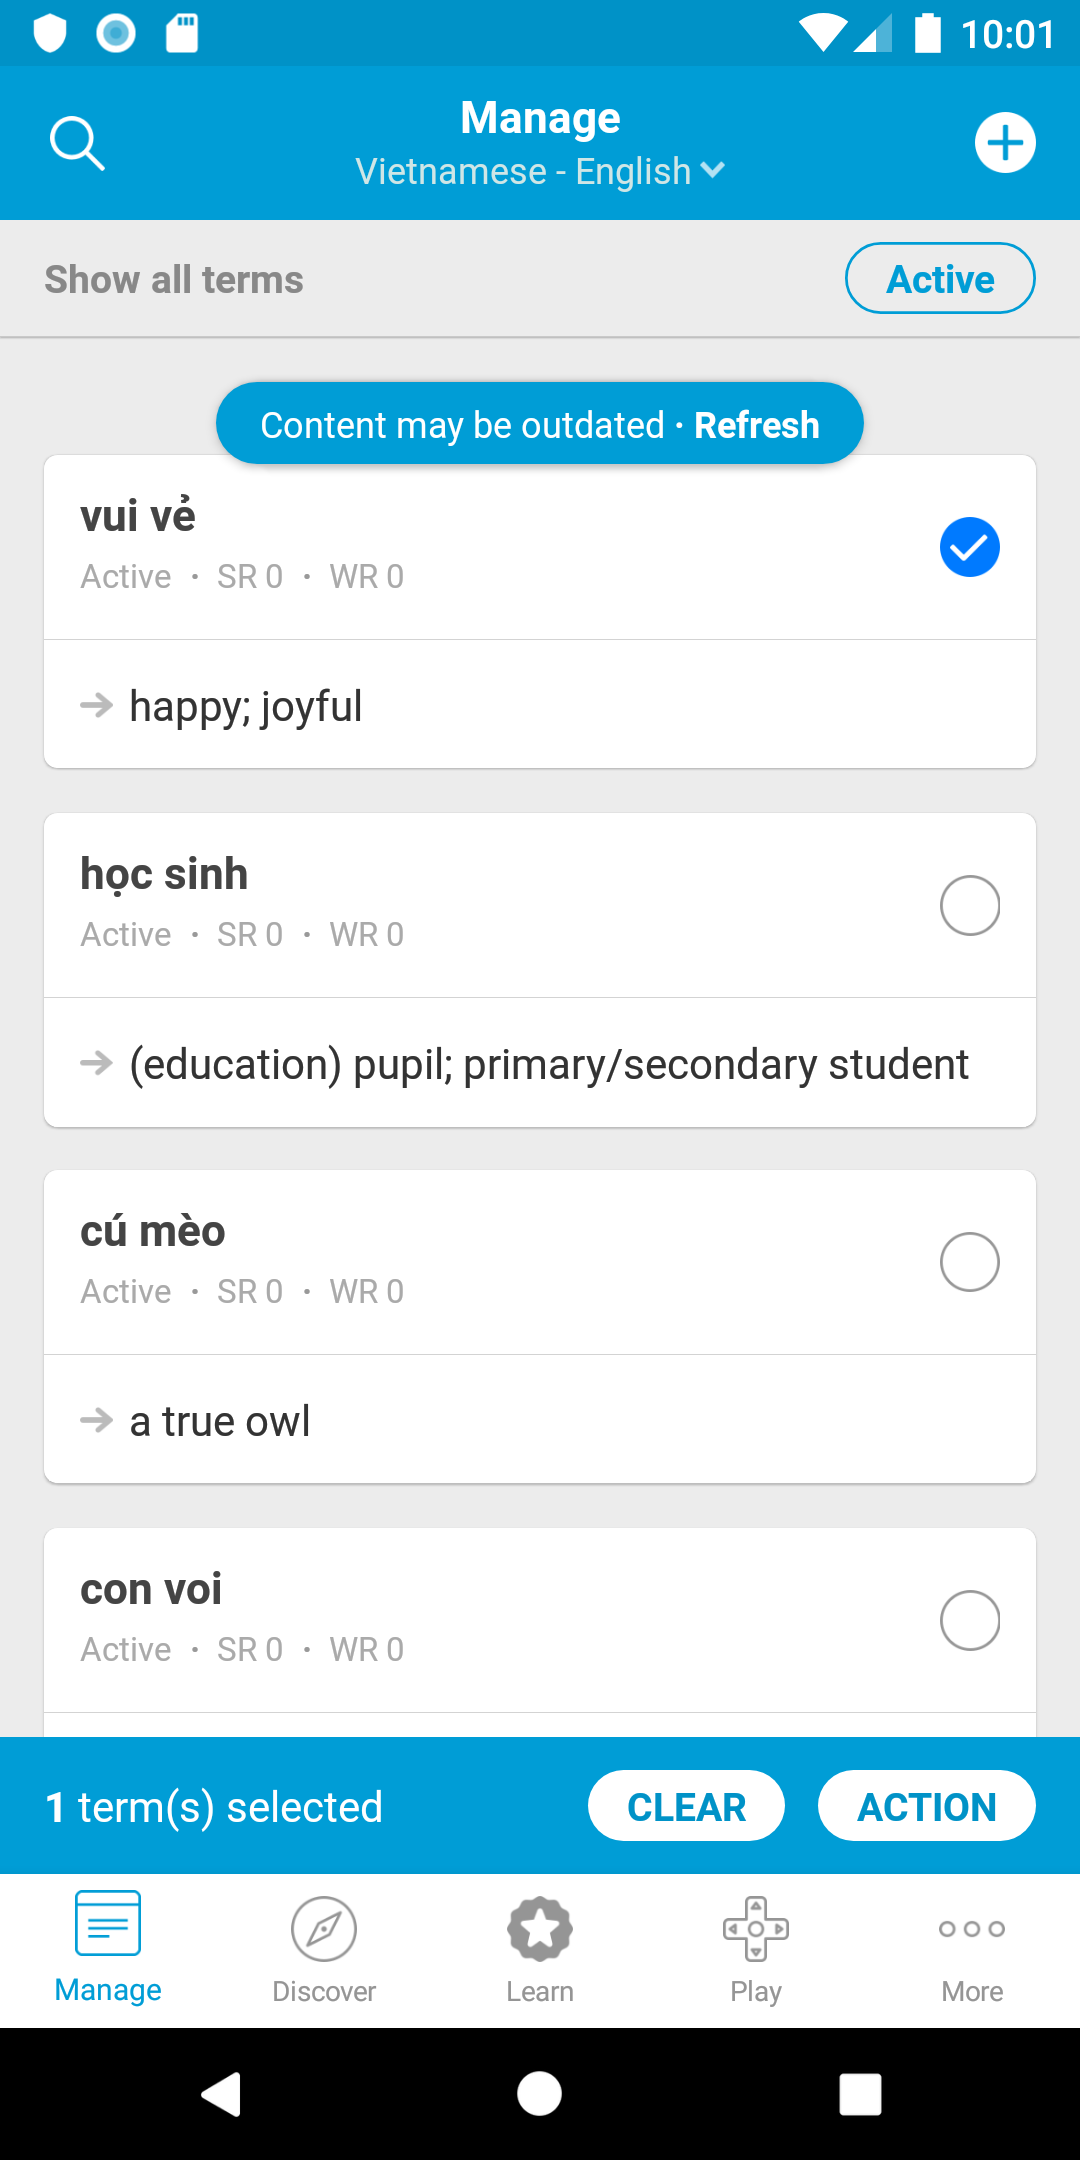 10:01
Manage
Vietnamese - English
Show all terms
Active
Content may be outdated · Refresh
vui vẻ
Active · SR 0 · WR 0
happy; joyful
học sinh
Active · SR 0 · WR 0
(education) pupil; primary/secondary student
cú mèo
Active · SR 0 · WR 0
a true owl
con voi
Active · SR 0 · WR 0
1 term(s) selected
CLEAR
ACTION
Manage
Discover
Learn
Play
More